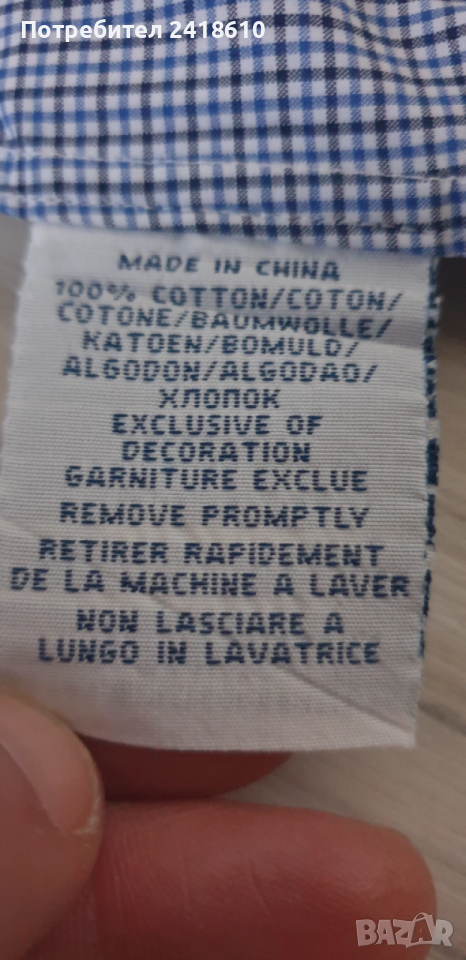 Потребител 2418610
MADE IN CHINA
100% COTTON/COTON/
COTONE/BAUMWOLLE/
KATOEN/BOMULD/
ALGODON/ALGODAO/
ХЛОПОК
EXCLUSIVE OF
DECORATION
GARNITURE EXCLUE
REMOVE PROMPTLY
RETIRER RAPIDEMENT
DE LA MACHINE A LAVER
NON LASCIARE A
LUNGO IN LAVATRICE
BAZAR